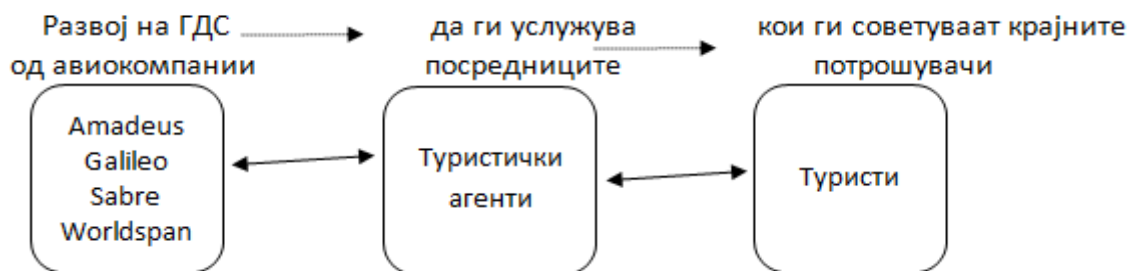 Развој на ГДС
од авиокомпании
да ги услужува
посредниците
кои ги советуваат крајните
потрошувачи
Amadeus
Galileo
Sabre
Worldspan
Туристички
агенти
Туристи